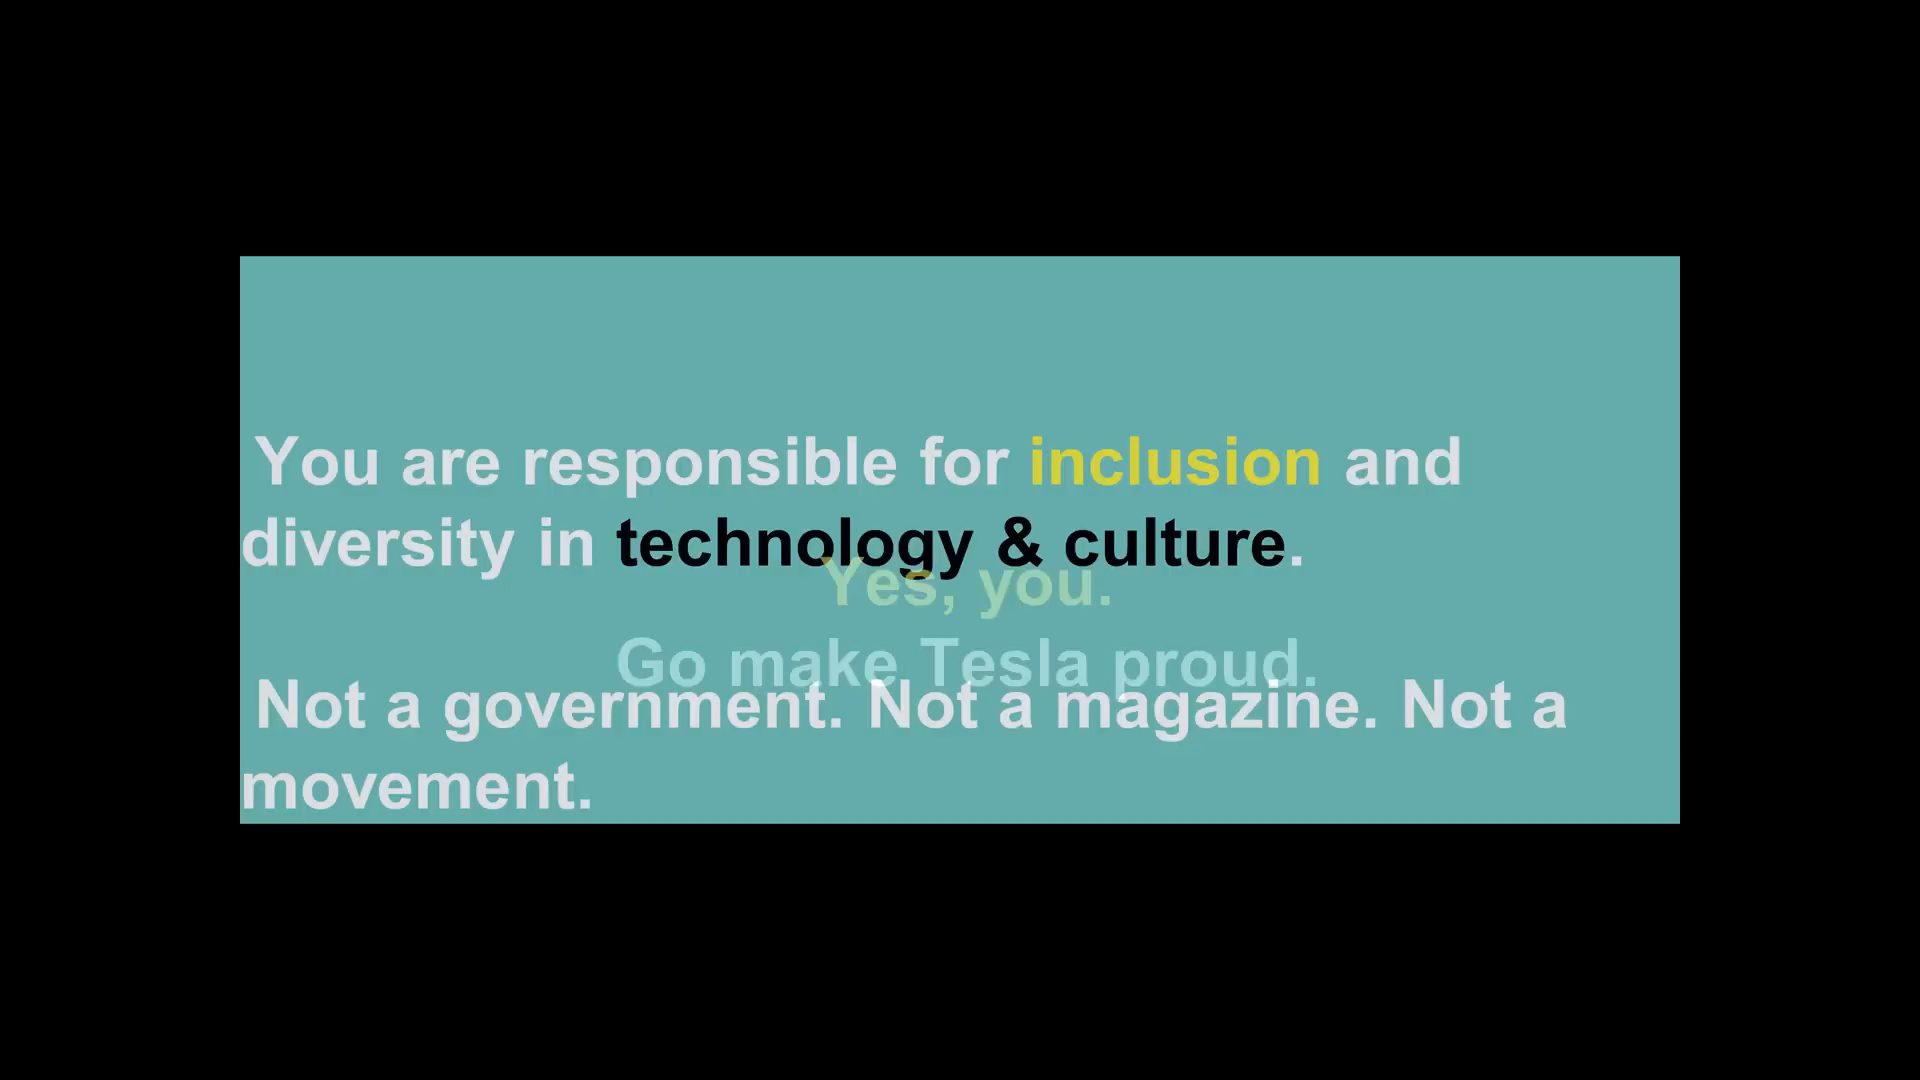 You are responsible for inclusion and
diversity in technology & culture.
Yes, you.
Go make Tesla proud.
Not a government. Not a magazine. Not a
movement.